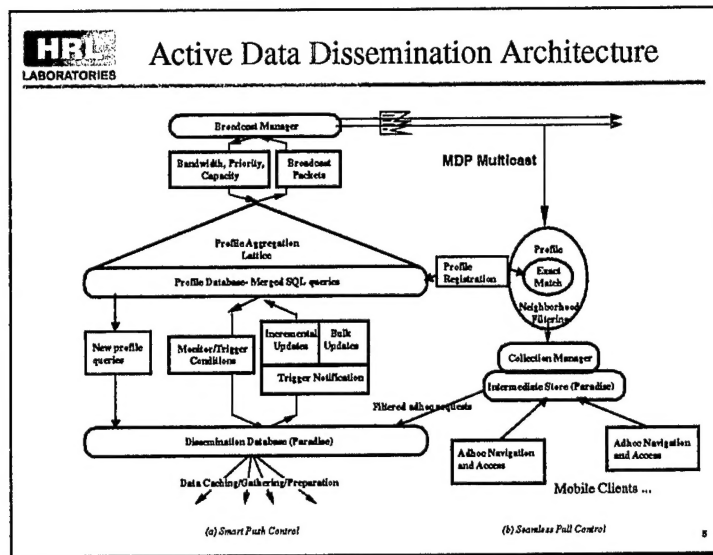 HRL
LABORATORIES
Active Data Dissemination Architecture
Broadcast Manager
Bandwidth, Priority,
Capacity
Broadcast
Packets
MDP Multicast
Profile Aggregation
Lattice
Profile Database- Merged SQL queries
Profile
Registration
Profile
Exact
Match
Neighborhood
Filtering
New profile
queries
Monitor/Trigger
Conditions
Incremental
Updates
Bulk
Updates
Trigger Notification
Collection Manager
Intermediate Store (Paradise)
Filtered adhoc requests
Dissemination Database (Paradise)
Adhoc Navigation
and Access
Adhoc Navigation
and Access
Data Caching/Gathering/Preparation
Mobile Clients ...
(a) Smart Push Control
(b) Seamless Pull Control
5